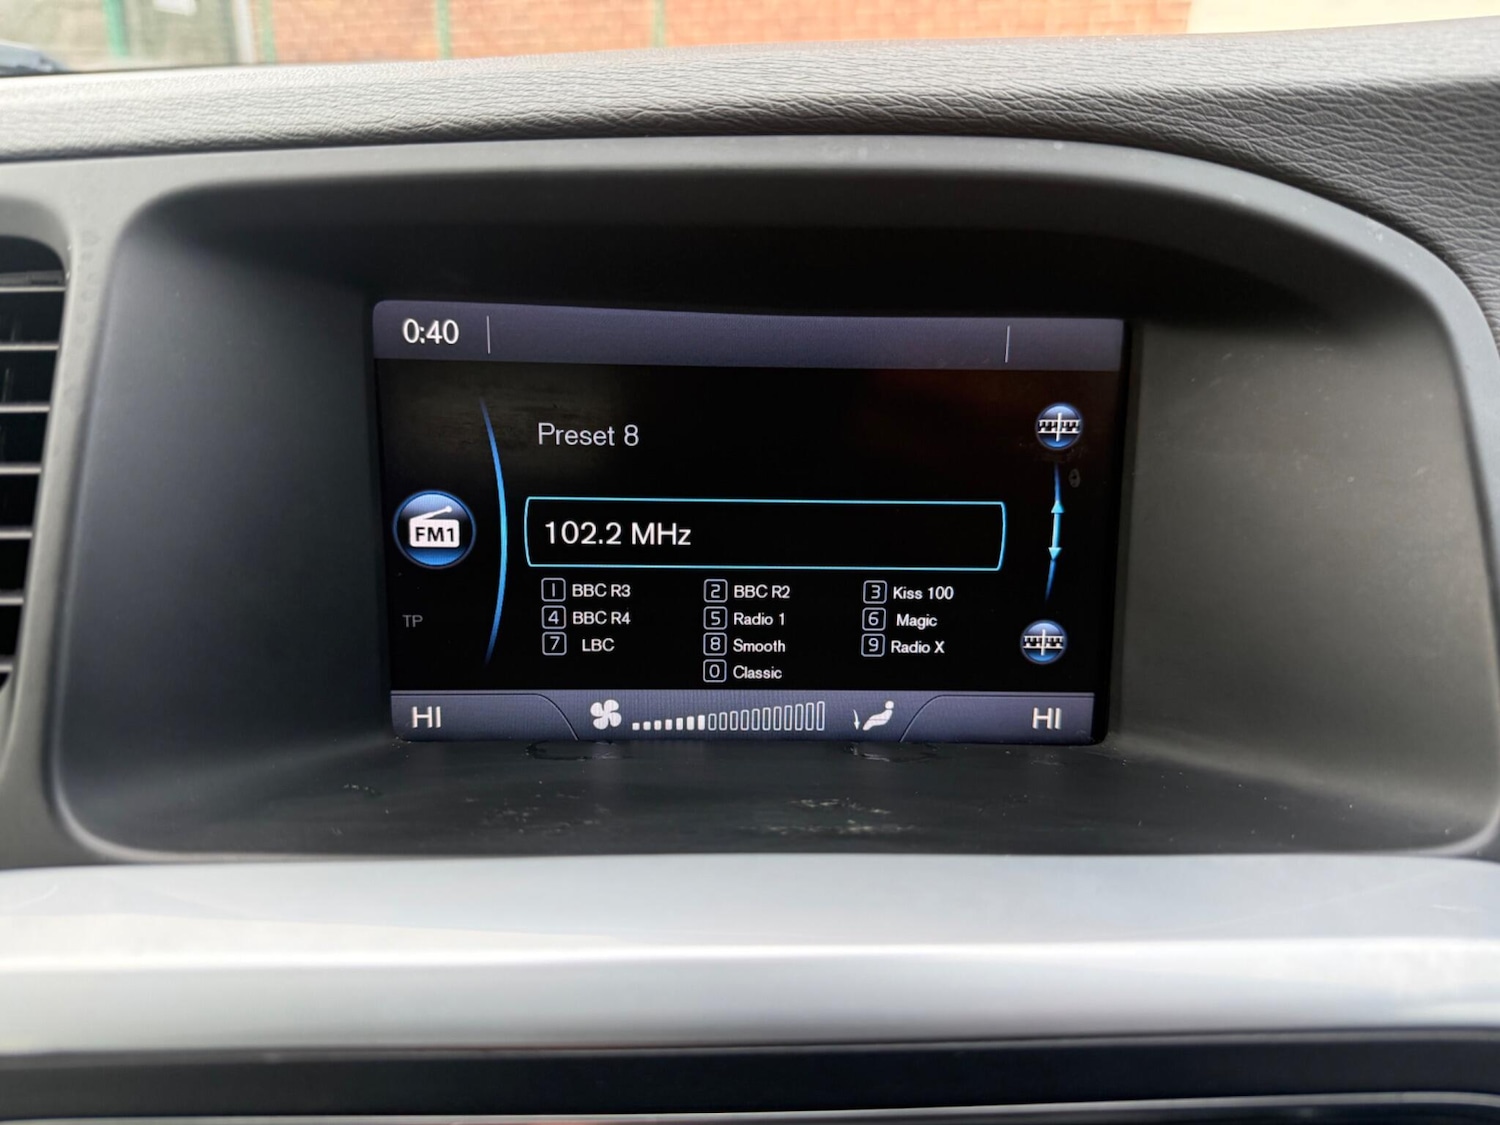 0:40
Preset 8
FM1
102.2 MHz
1 BBC R3 2 BBC R2 3 Kiss 100
TP
4 BBC R4 5 Radio 1 6 Magic
7 LBC 8 Smooth 9 Radio X
0 Classic
HI HI